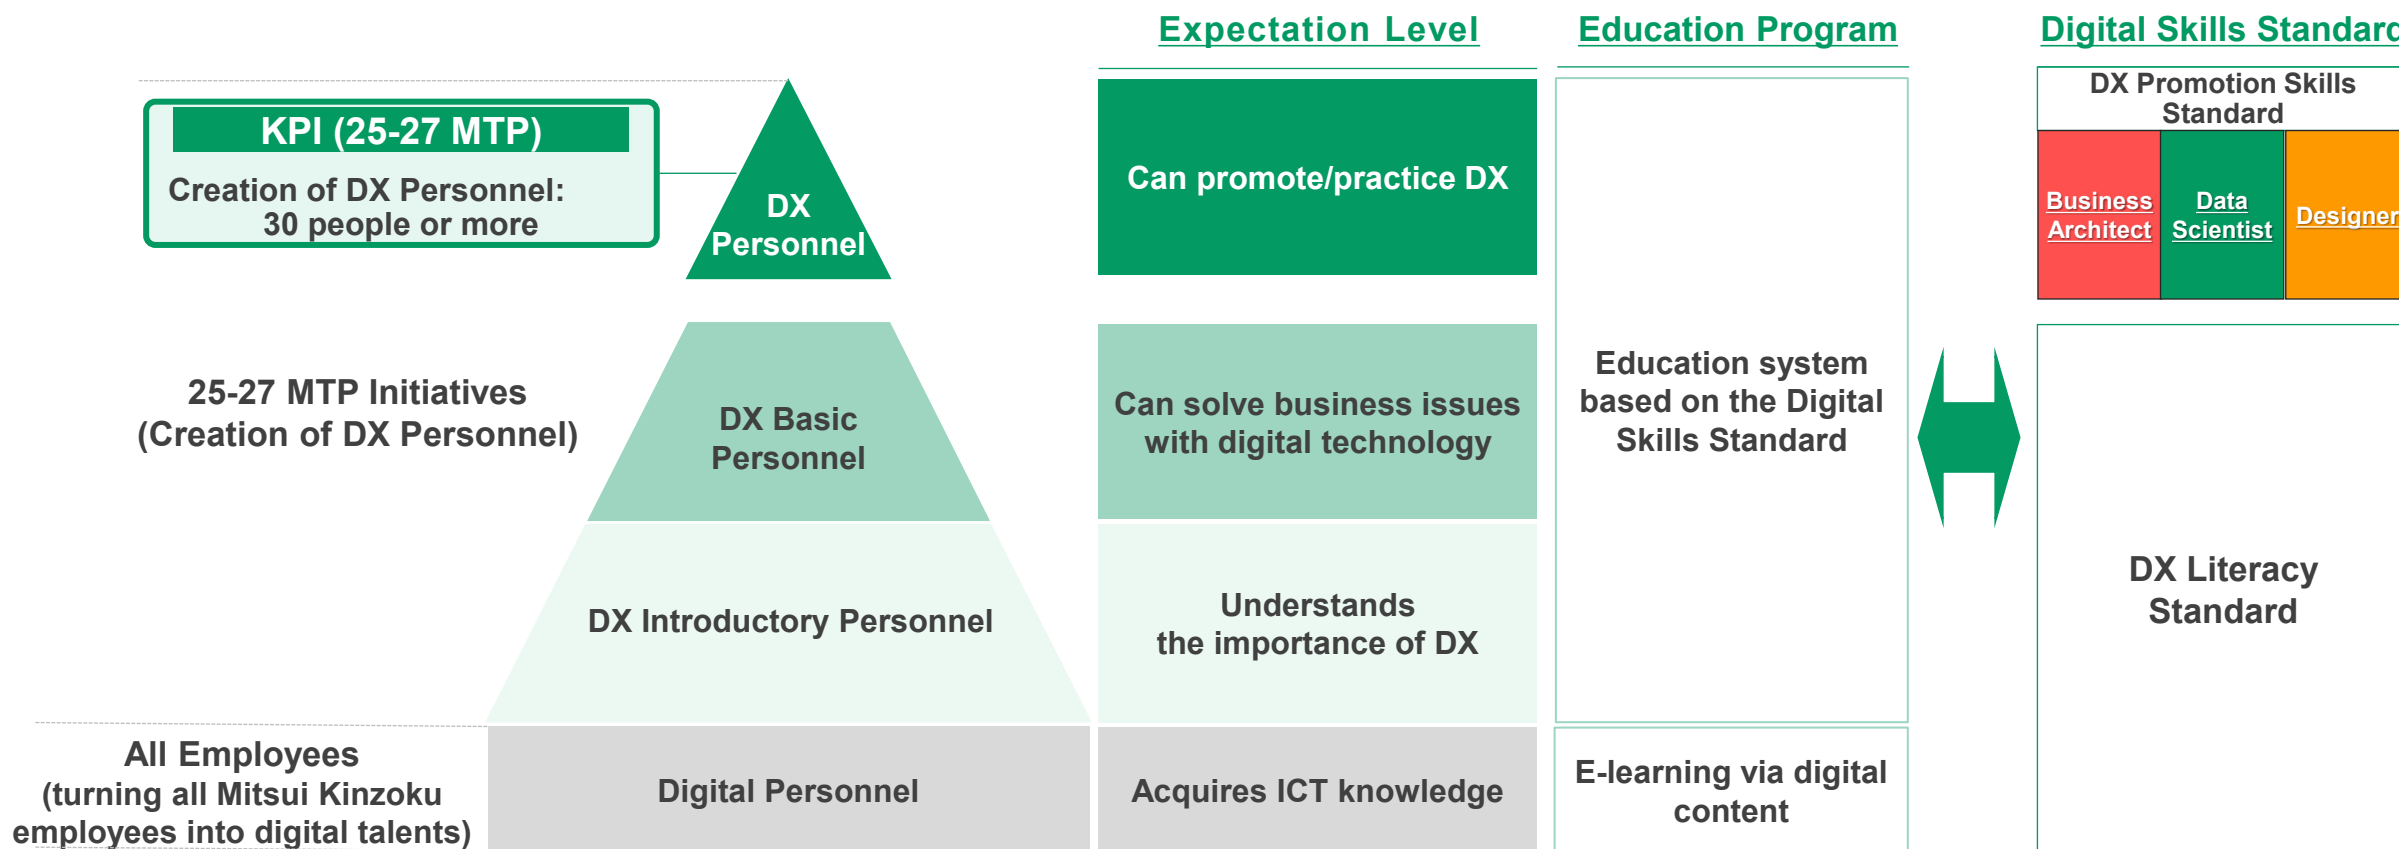 Expectation Level
Education Program
Digital Skills Standard
KPI (25-27 MTP)
Creation of DX Personnel:
30 people or more
DX
Personnel
Can promote/practice DX
DX Promotion Skills
Standard
Business
Architect
Data
Scientist
Designer
25-27 MTP Initiatives
(Creation of DX Personnel)
DX Basic
Personnel
Can solve business issues
with digital technology
Education system
based on the Digital
Skills Standard
DX Introductory Personnel
Understands
the importance of DX
DX Literacy
Standard
All Employees
(turning all Mitsui Kinzoku
employees into digital talents)
Digital Personnel
Acquires ICT knowledge
E-learning via digital
content